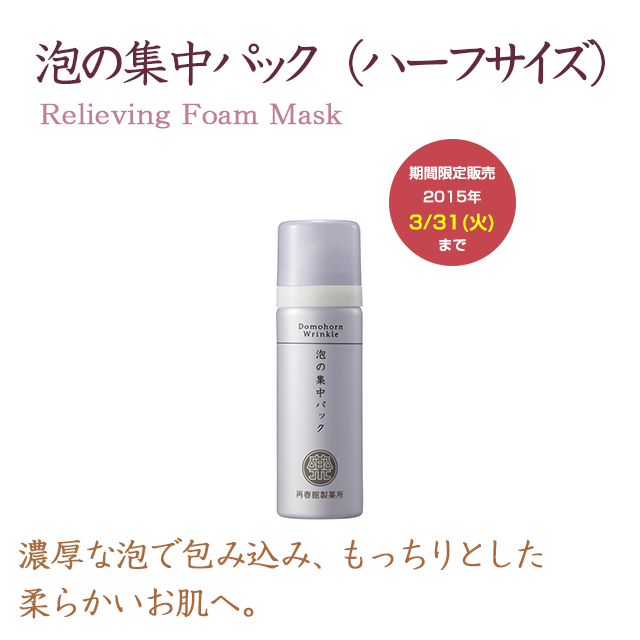 泡の集中パック（ハーフサイズ）
Relieving Foam Mask
期間限定販売
2015年
3/31(火)
まで
Domohorn
Wrinkle
泡の集中パック
再春館製薬所
濃厚な泡で包み込み、もっちりとした
柔らかいお肌へ。